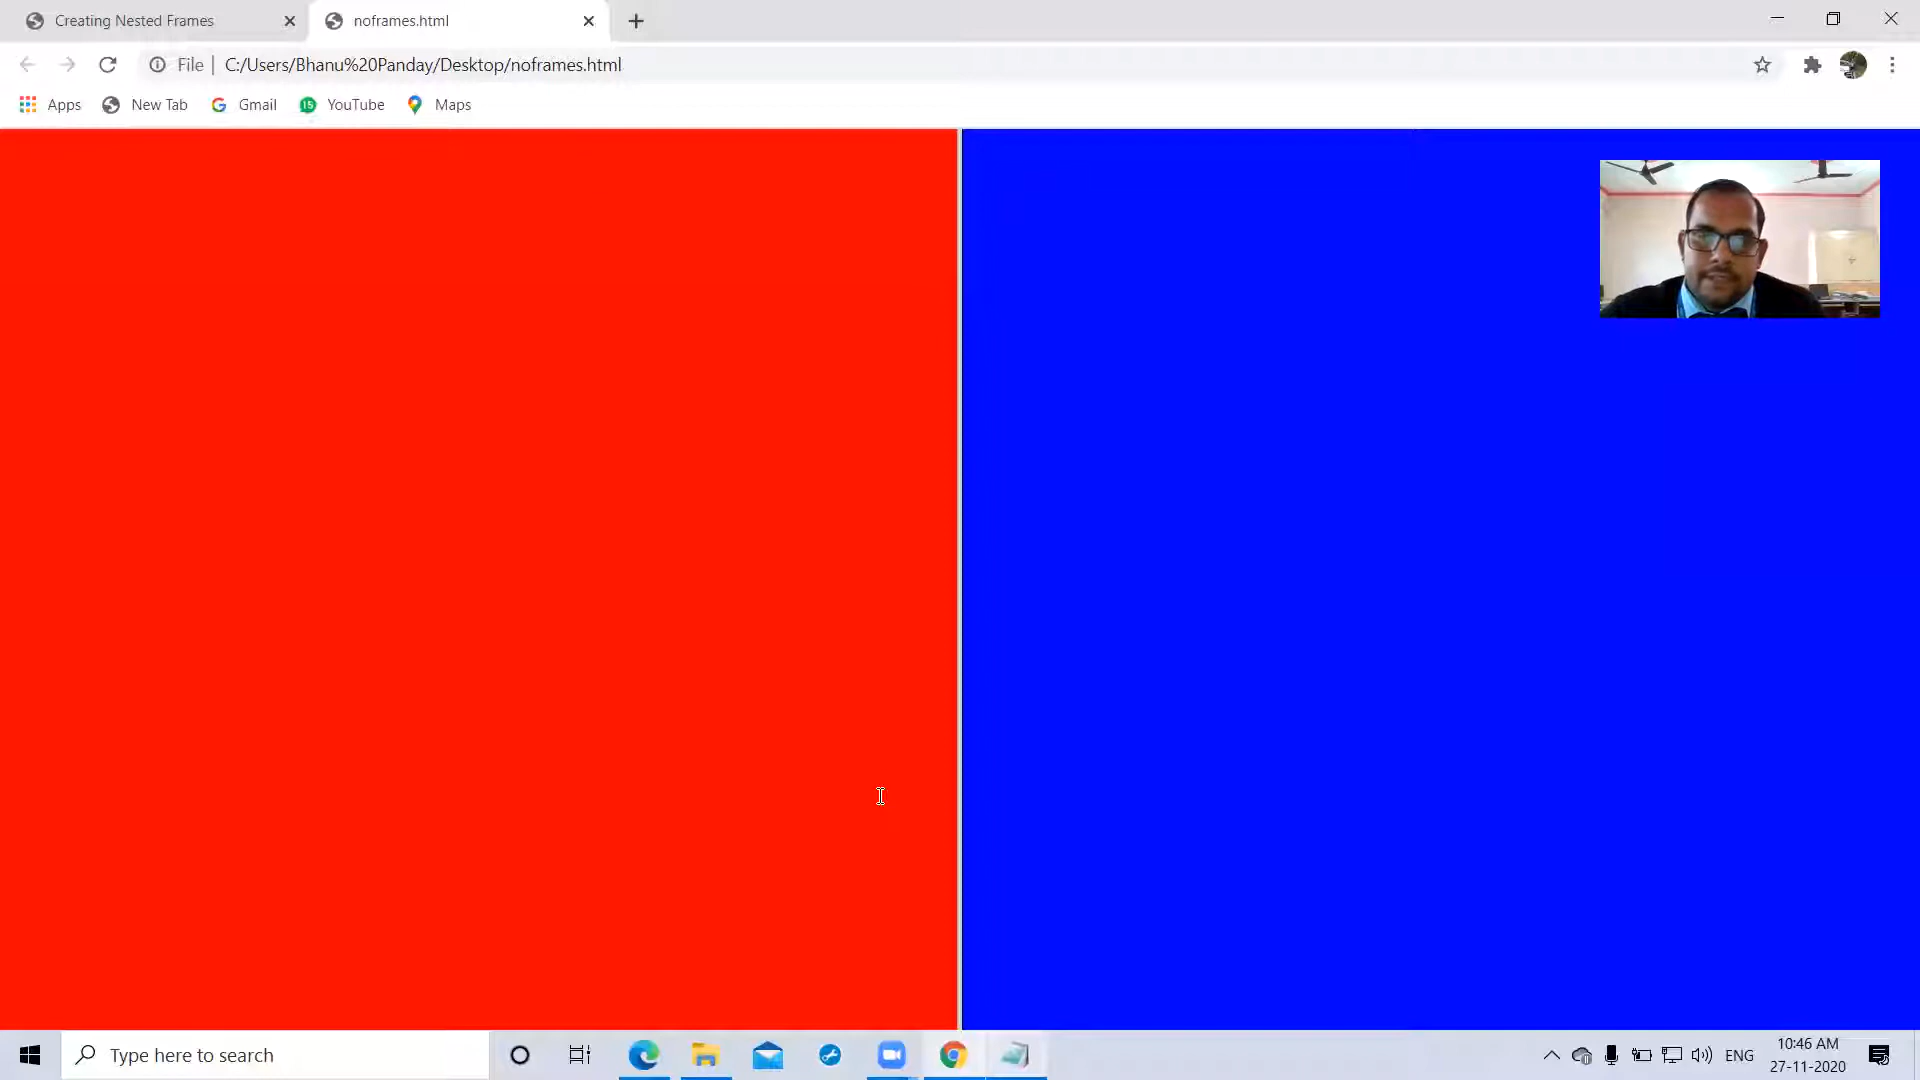 Creating Nested Frames
noframes.html
File
C:/Users/Bhanu%20Panday/Desktop/noframes.html
Apps
New Tab
Gmail
15
YouTube
Maps
Type here to search
ENG
10:46 AM
27-11-2020